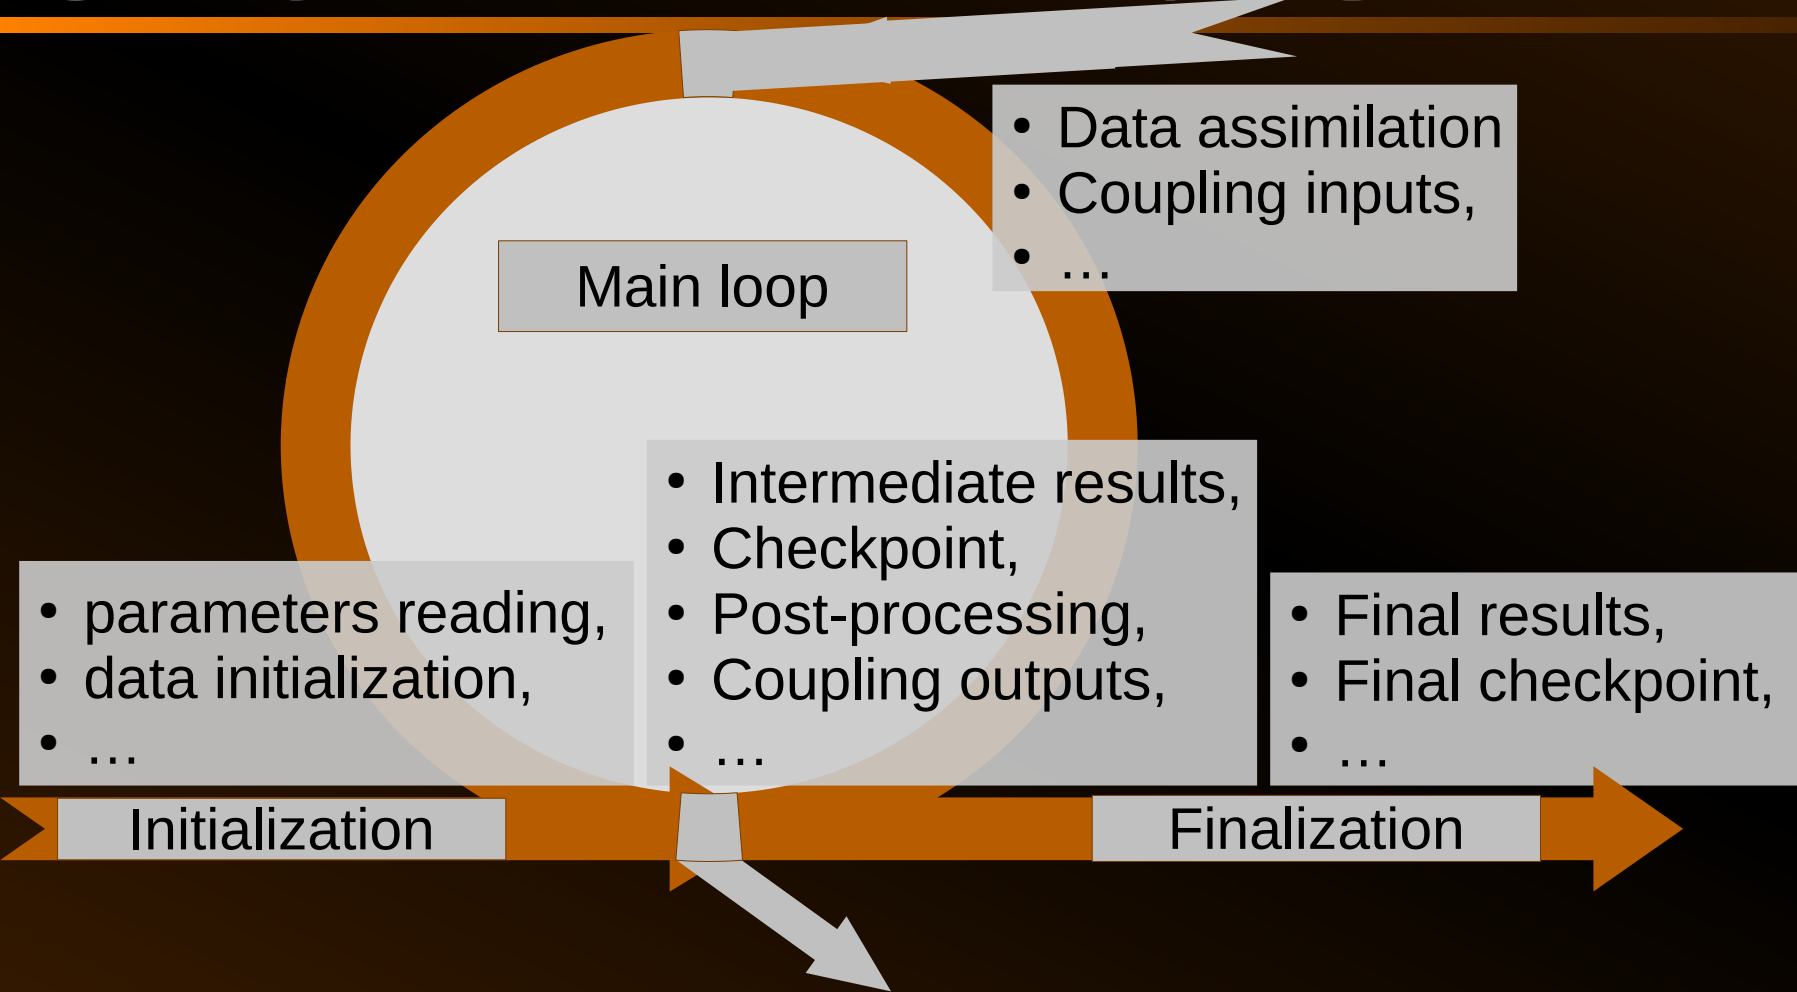 • Data assimilation
• Coupling inputs,
• …
Main loop
• Intermediate results,
• Checkpoint,
• Post-processing,
• Coupling outputs,
• …
• parameters reading,
• data initialization,
• …
• Final results,
• Final checkpoint,
• …
Initialization
Finalization